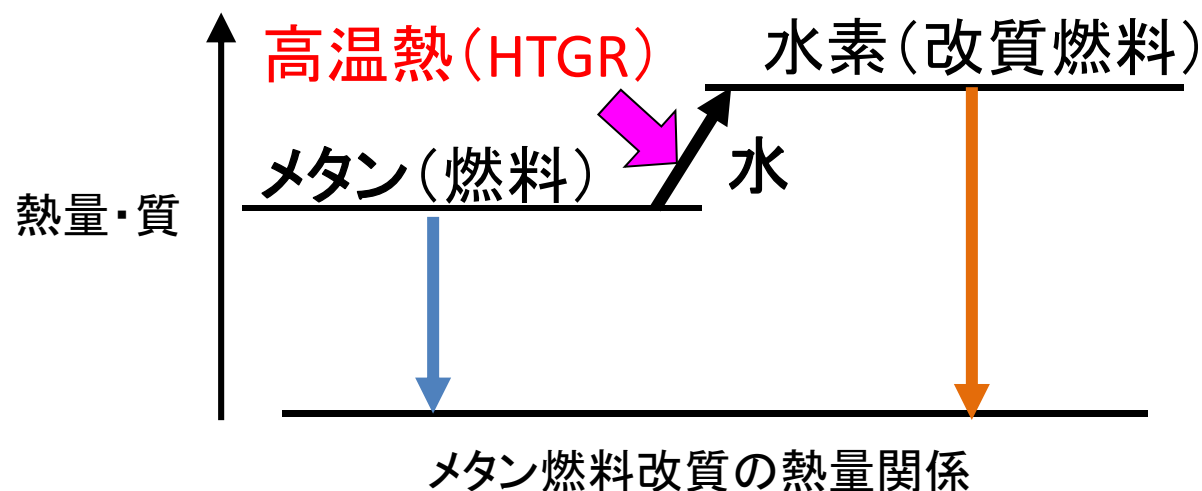 高温熱(HTGR)
水素(改質燃料)
メタン(燃料)
水
熱量・質
メタン燃料改質の熱量関係